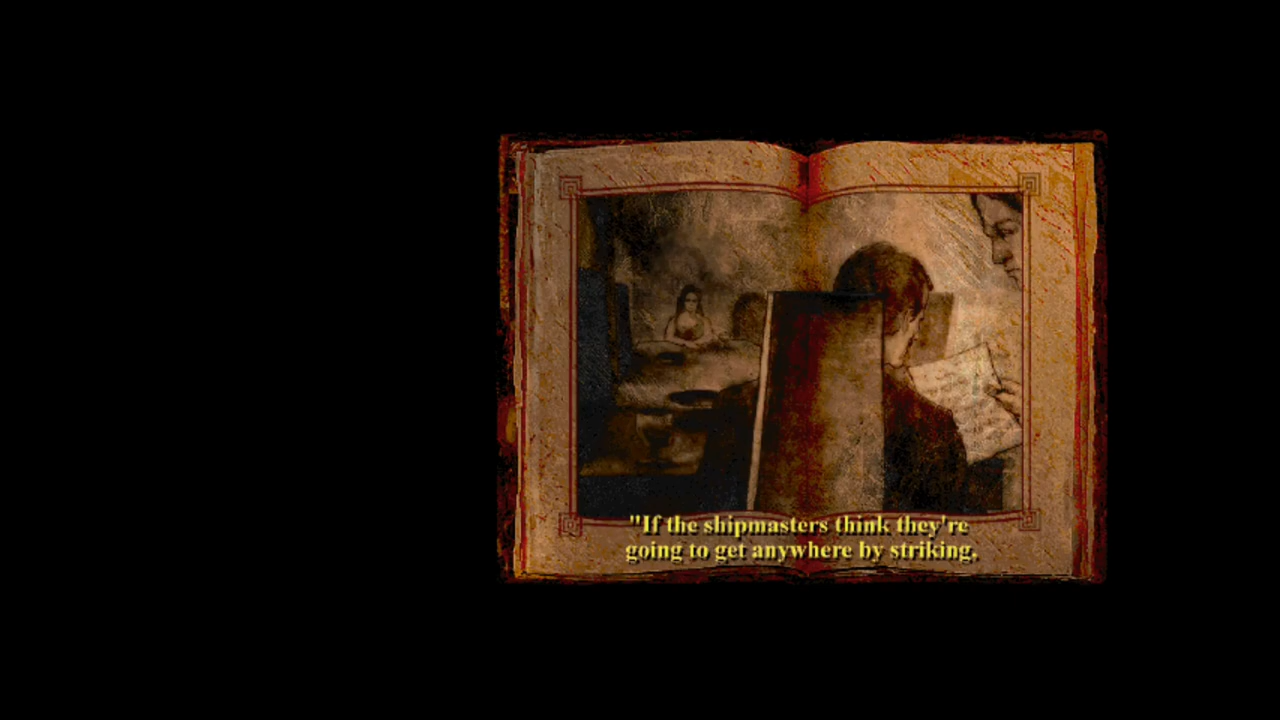 "If the shipmasters think they're
going to get anywhere by striking,